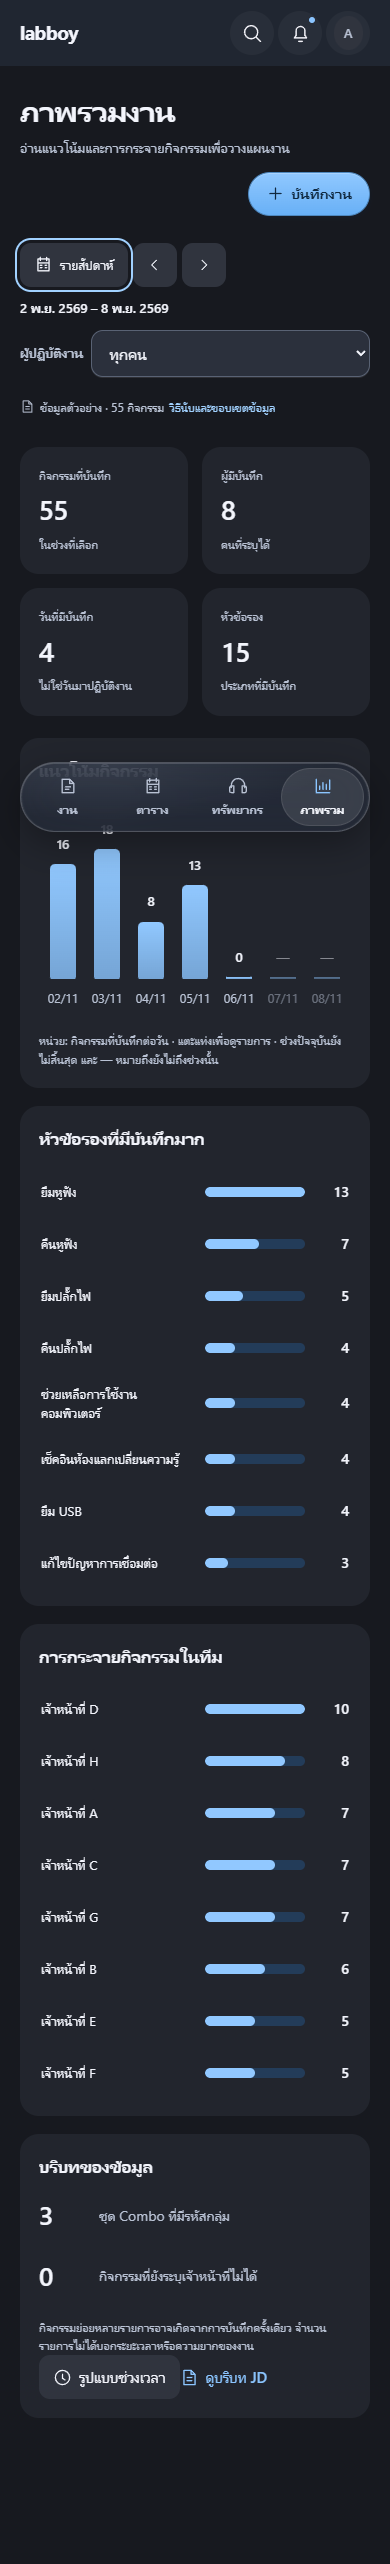 labboy
A
ภาพรวมงาน
อ่านแนวโน้มและการกระจายกิจกรรมเพื่อวางแผนงาน
บันทึกงาน
รายสัปดาห์
2 พ.ย. 2569 – 8 พ.ย. 2569
ผู้ปฏิบัติงาน ทุกคน
ข้อมูลตัวอย่าง · 55 กิจกรรม วิธีนับและขอบเขตข้อมูล
กิจกรรมที่บันทึก
55
ในช่วงที่เลือก
ผู้มีบันทึก
8
คนที่ระบุได้
วันที่มีบันทึก
4
ไม่ใช่วันมาปฏิบัติงาน
หัวข้อรอง
15
ประเภทที่มีบันทึก
แนวโน้มกิจกรรม
งาน ตาราง ทรัพยากร ภาพรวม
16 18 8 13 0 — —
02/11 03/11 04/11 05/11 06/11 07/11 08/11
หน่วย: กิจกรรมที่บันทึกต่อวัน · แตะแท่งเพื่อดูรายการ · ช่วงปัจจุบันยัง
ไม่สิ้นสุด และ — หมายถึงยังไม่ถึงช่วงนั้น
หัวข้อรองที่มีบันทึกมาก
ยืมหูฟัง 13
คืนหูฟัง 7
ยืมปลั๊กไฟ 5
คืนปลั๊กไฟ 4
ช่วยเหลือการใช้งาน
คอมพิวเตอร์ 4
เช็คอินห้องแลกเปลี่ยนความรู้ 4
ยืม USB 4
แก้ไขปัญหาการเชื่อมต่อ 3
การกระจายกิจกรรมในทีม
เจ้าหน้าที่ D 10
เจ้าหน้าที่ H 8
เจ้าหน้าที่ A 7
เจ้าหน้าที่ C 7
เจ้าหน้าที่ G 7
เจ้าหน้าที่ B 6
เจ้าหน้าที่ E 5
เจ้าหน้าที่ F 5
บริบทของข้อมูล
3 ชุด Combo ที่มีรหัสกลุ่ม
0 กิจกรรมที่ยังระบุเจ้าหน้าที่ไม่ได้
กิจกรรมย่อยหลายรายการอาจเกิดจากการบันทึกครั้งเดียว จำนวน
รายการไม่ได้บอกระยะเวลาหรือความยากของงาน
รูปแบบช่วงเวลา ดูบริบท JD